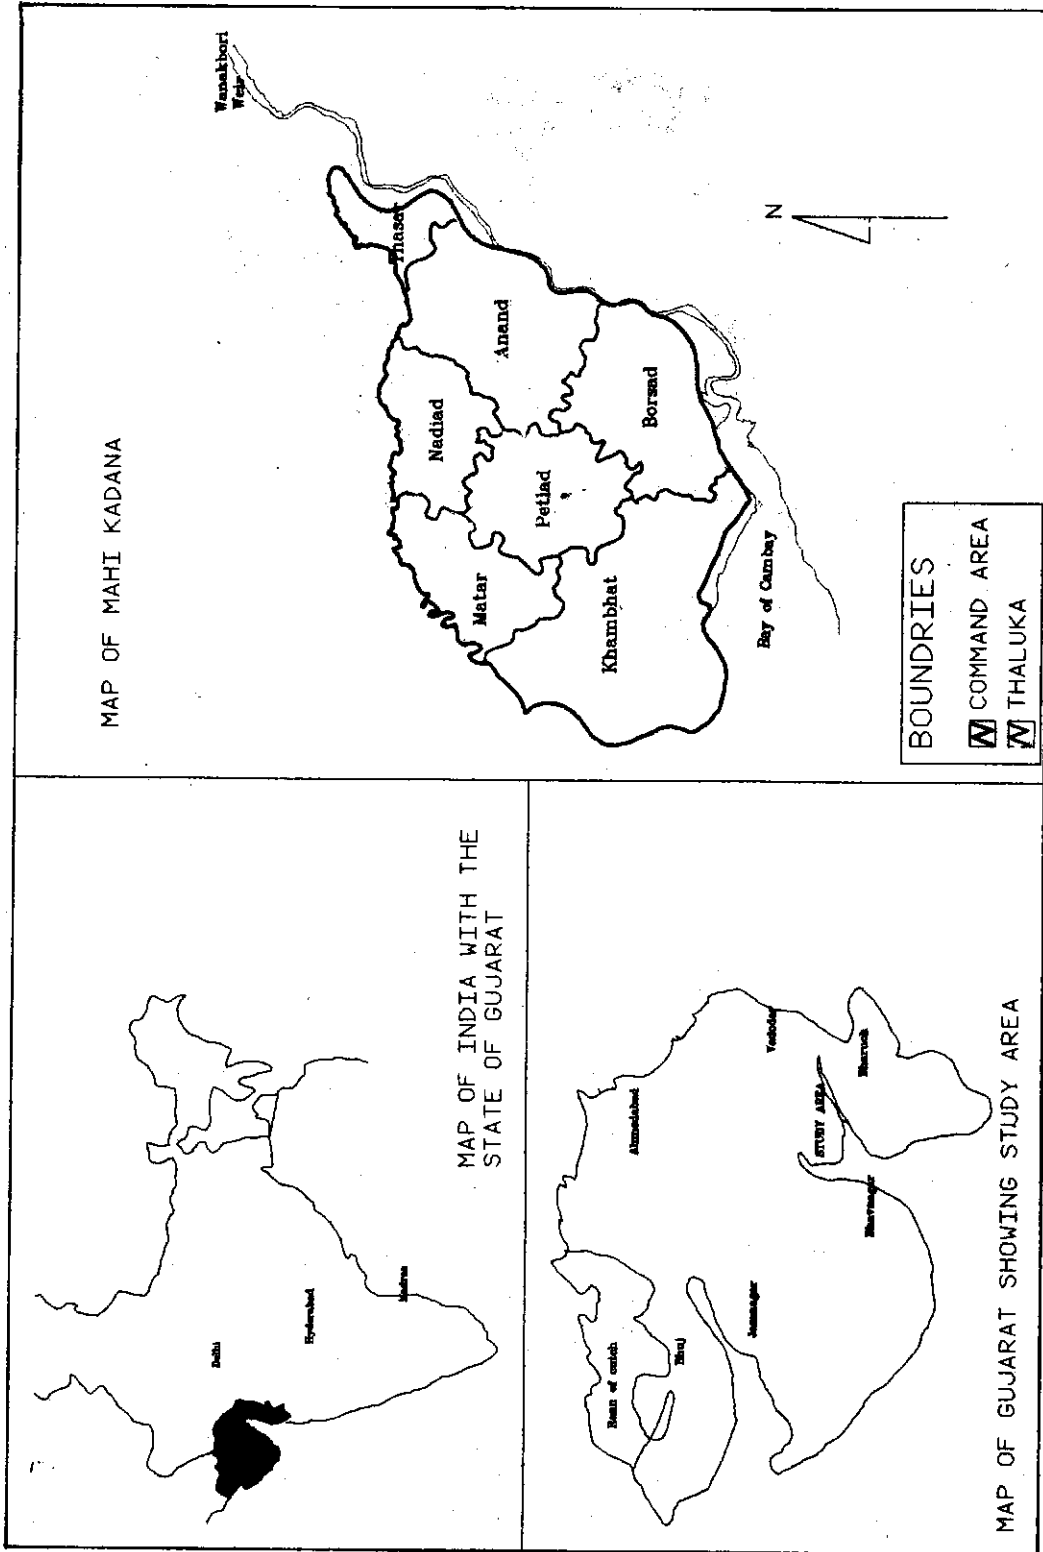 MAP OF INDIA WITH THE
STATE OF GUJARAT
Delhi
Hyderabad
Madras
MAP OF GUJARAT SHOWING STUDY AREA
Rann of cutch
Bhuj
Jamnagar
Ahmedabad
Bhavnagar
STUDY AREA
Vadodar
Bharuch
MAP OF MAHI KADANA
Wanakbori
Weir
Thasar
Anand
Nadiad
Borsad
Petlad
Matar
Khambhat
Bay of Cambay
N
BOUNDRIES
COMMAND AREA
THALUKA